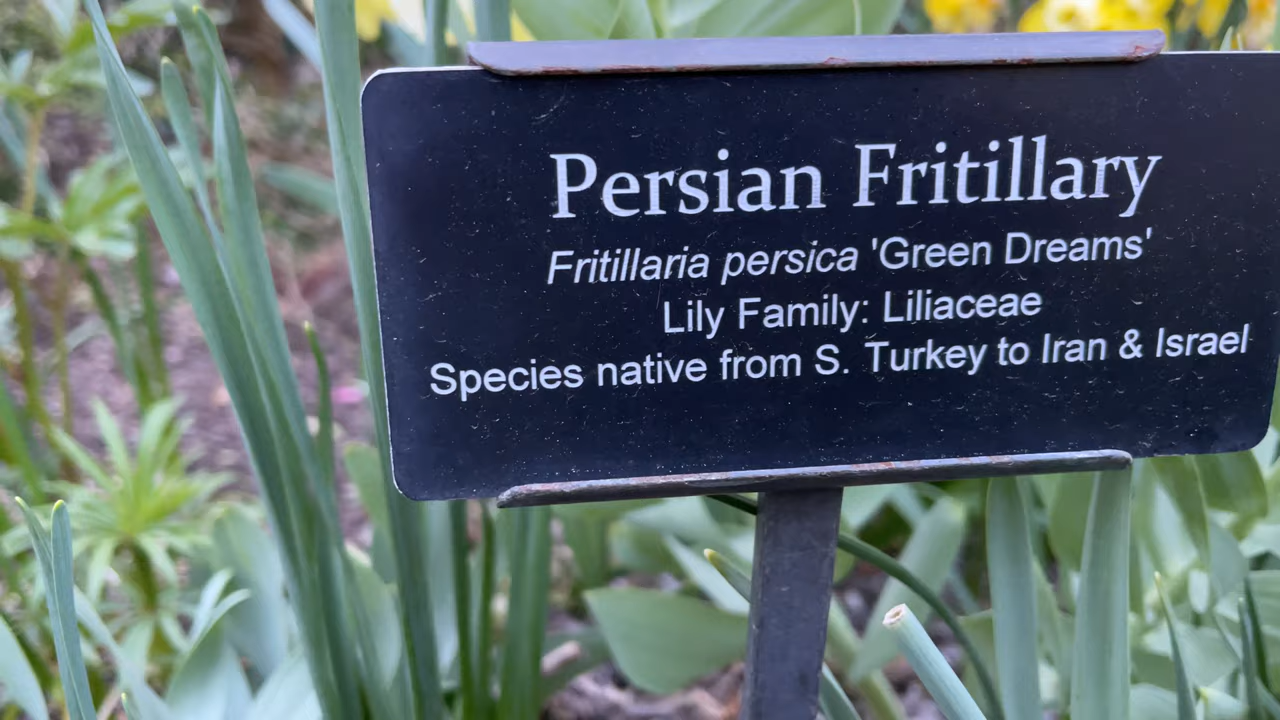 Persian Fritillary
Fritillaria persica 'Green Dreams'
Lily Family: Liliaceae
Species native from S. Turkey to Iran & Israel